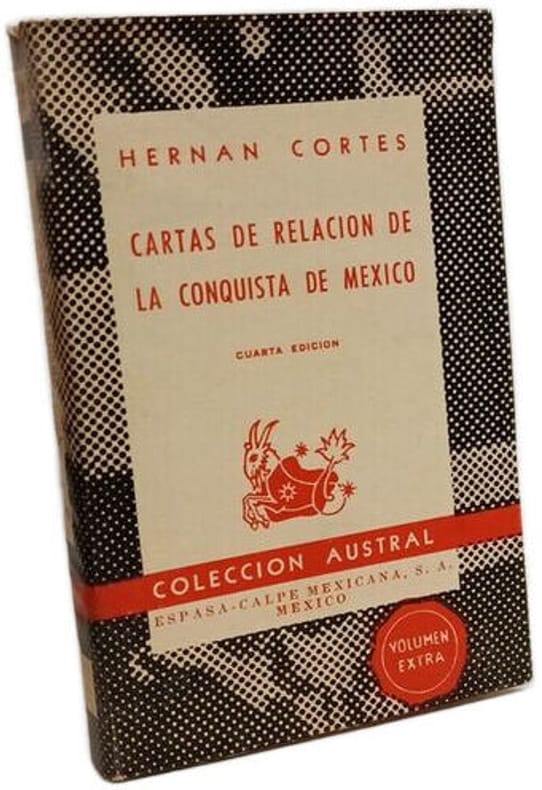 HERNAN CORTES
CARTAS DE RELACION DE
LA CONQUISTA DE MEXICO
CUARTA EDICION
COLECCION AUSTRAL
ESPASA-CALPE MEXICANA, S. A.
MEXICO
VOLUMEN
EXTRA